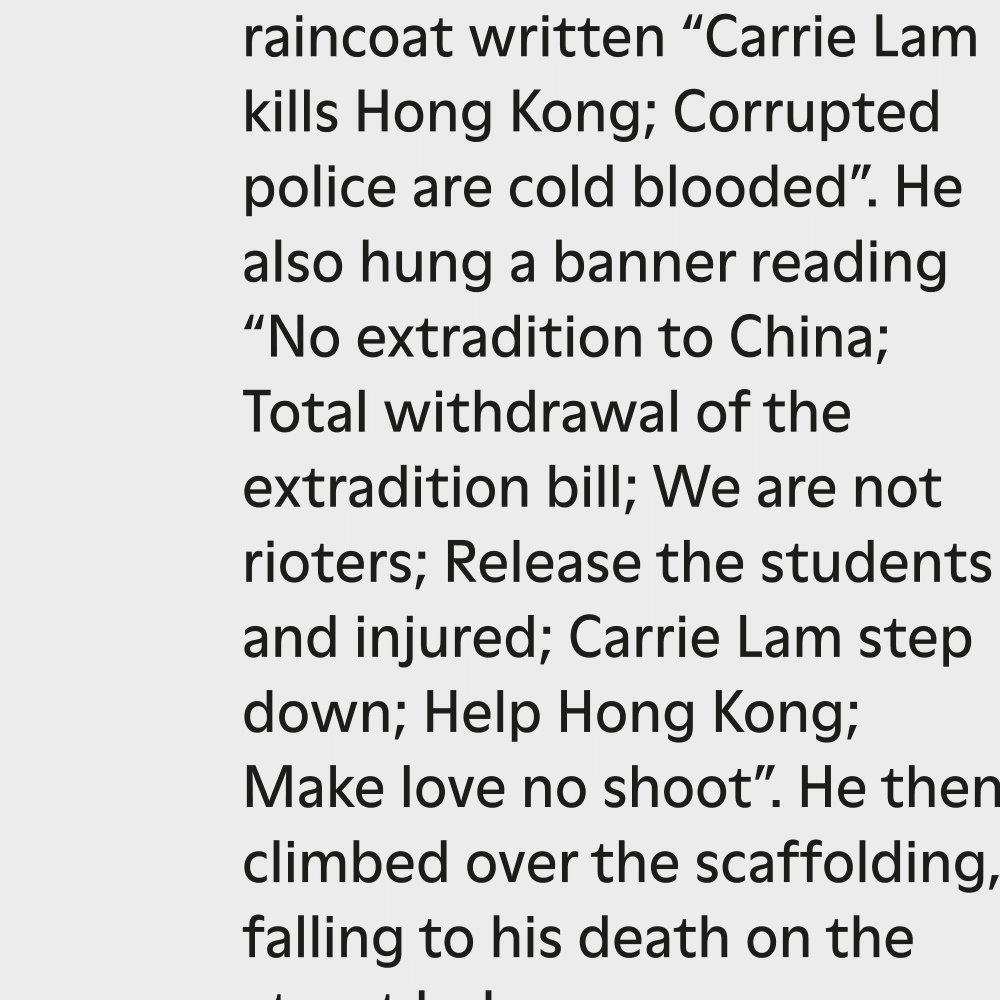 raincoat written “Carrie Lam
kills Hong Kong; Corrupted
police are cold blooded”. He
also hung a banner reading
“No extradition to China;
Total withdrawal of the
extradition bill; We are not
rioters; Release the students
and injured; Carrie Lam step
down; Help Hong Kong;
Make love no shoot”. He then
climbed over the scaffolding,
falling to his death on the